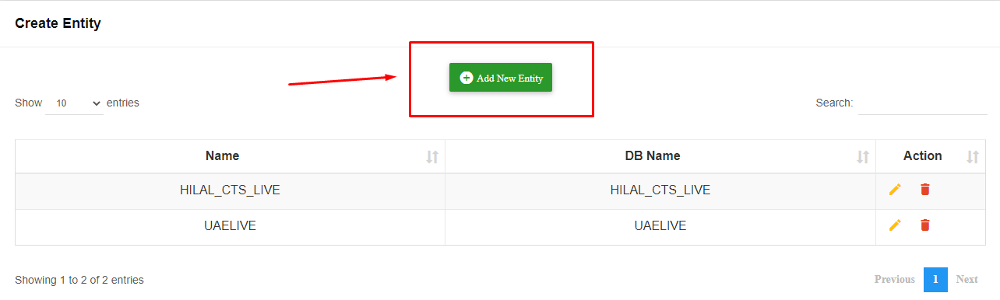 Create Entity
Add New Entity
Show 10 entries
Search:
Name DB Name Action
HILAL_CTS_LIVE HILAL_CTS_LIVE
UAELIVE UAELIVE
Showing 1 to 2 of 2 entries
Previous 1 Next